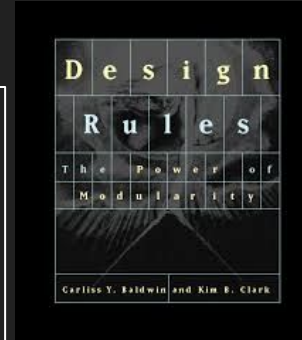 Design
Rules
The Power of
Modularity
Carliss Y. Baldwin and Kim B. Clark